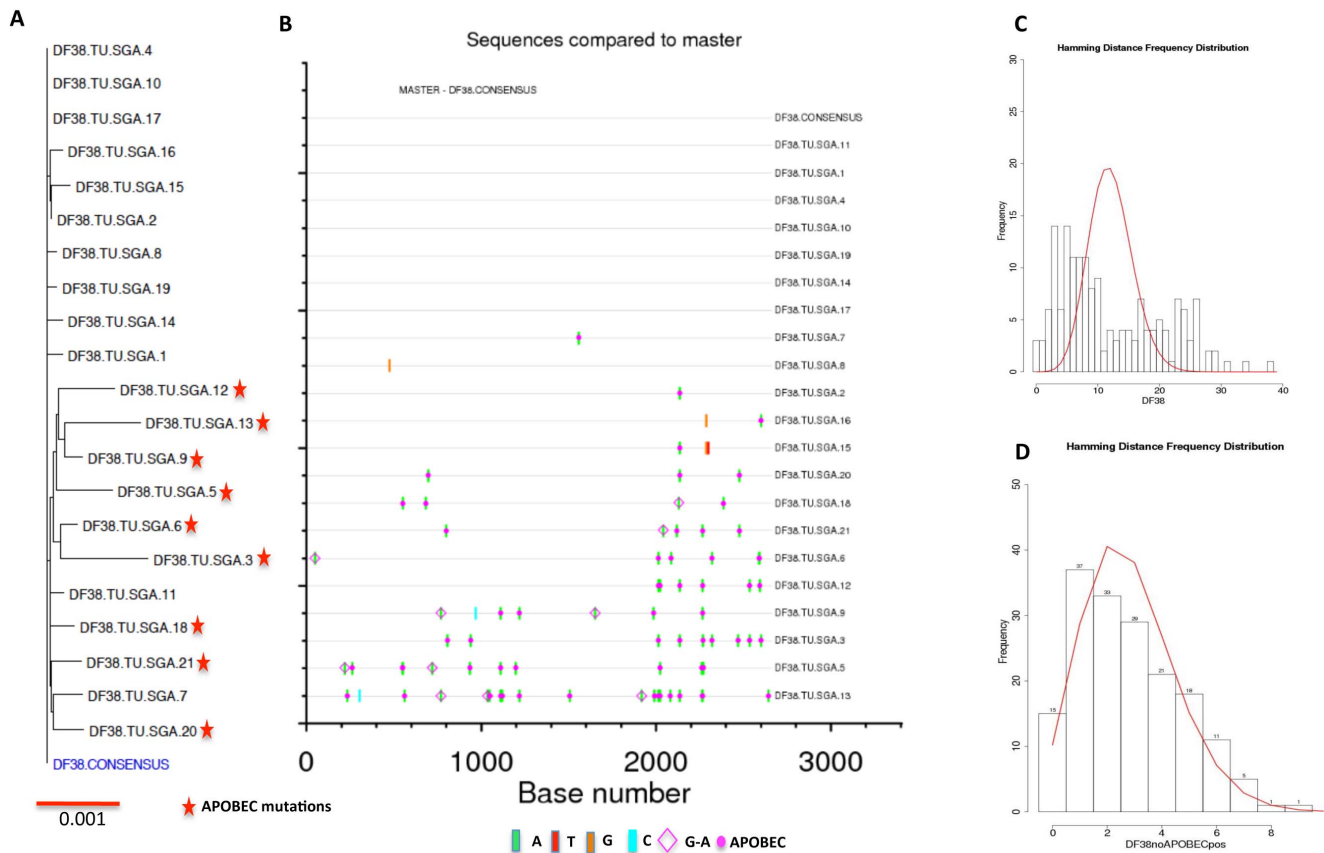 A
DF38.TU.SGA.4
DF38.TU.SGA.10
DF38.TU.SGA.17
DF38.TU.SGA.16
DF38.TU.SGA.15
DF38.TU.SGA.2
DF38.TU.SGA.8
DF38.TU.SGA.19
DF38.TU.SGA.14
DF38.TU.SGA.1
DF38.TU.SGA.12
DF38.TU.SGA.13
DF38.TU.SGA.9
DF38.TU.SGA.5
DF38.TU.SGA.6
DF38.TU.SGA.3
DF38.TU.SGA.11
DF38.TU.SGA.18
DF38.TU.SGA.21
DF38.TU.SGA.7
DF38.TU.SGA.20
DF38.CONSENSUS
0.001
APOBEC mutations
B
Sequences compared to master
MASTER - DF38.CONSENSUS
DF38.CONSENSUS
DF38.TU.SGA.11
DF38.TU.SGA.1
DF38.TU.SGA.4
DF38.TU.SGA.10
DF38.TU.SGA.19
DF38.TU.SGA.14
DF38.TU.SGA.17
DF38.TU.SGA.7
DF38.TU.SGA.8
DF38.TU.SGA.2
DF38.TU.SGA.16
DF38.TU.SGA.15
DF38.TU.SGA.20
DF38.TU.SGA.18
DF38.TU.SGA.21
DF38.TU.SGA.6
DF38.TU.SGA.12
DF38.TU.SGA.9
DF38.TU.SGA.3
DF38.TU.SGA.5
DF38.TU.SGA.13
0 1000 2000 3000
Base number
A T G C G-A APOBEC
C
Hamming Distance Frequency Distribution
30
25
20
15
10
5
0
Frequency
0 10 20 30 40
DF38
D
Hamming Distance Frequency Distribution
50
40
30
20
10
0
Frequency
15 37 33 29 21 18 11 5 1 1
0 2 4 6 8
DF38noAPOBECpos